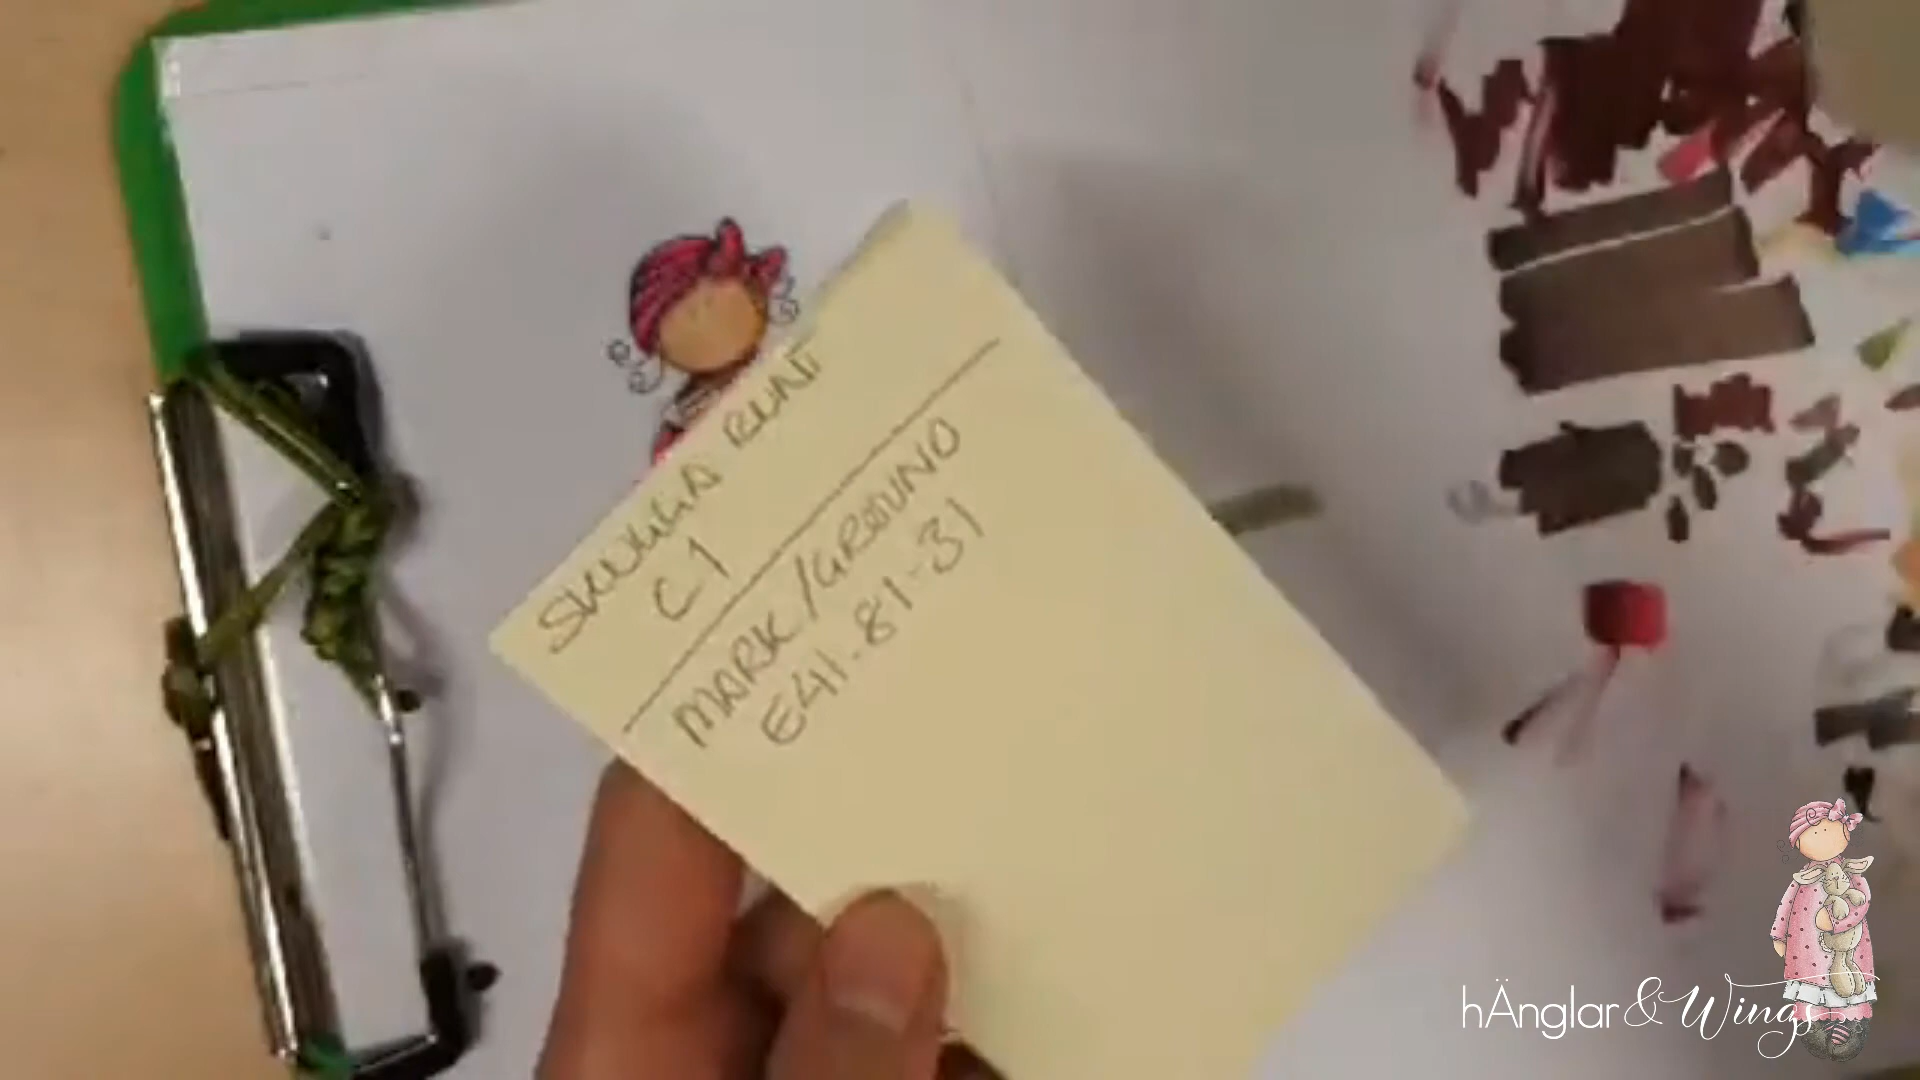 SKUGGA RUNT
C1
MARK/GROUND
E41-81-31
hÄnglar & Wings